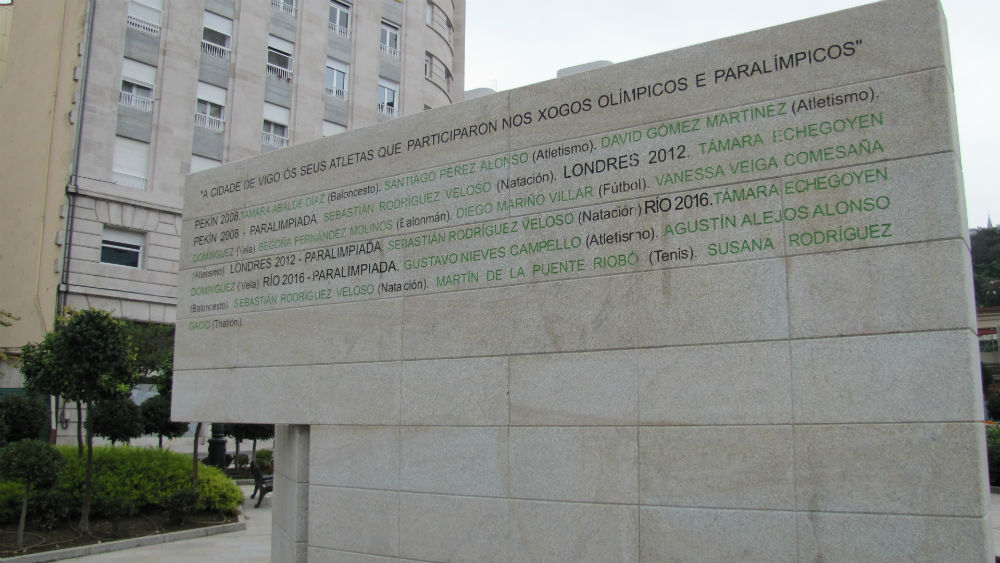 "A CIDADE DE VIGO ÓS SEUS ATLETAS QUE PARTICIPARON NOS XOGOS OLÍMPICOS E PARALÍMPICOS"
PEKÍN 2008. TAMARA ABALDE DÍAZ (Baloncesto). SANTIAGO PÉREZ ALONSO (Atletismo). DAVID GÓMEZ MARTÍNEZ (Atletismo).
PEKÍN 2008 - PARALIMPIADA. SEBASTIÁN RODRÍGUEZ VELOSO (Natación). LONDRES 2012. TÁMARA ECHEGOYEN
DOMÍNGUEZ (Vela). BEGOÑA FERNÁNDEZ MOLINOS (Balonmán). DIEGO MARIÑO VILLAR (Fútbol). VANESSA VEIGA COMESAÑA
(Atletismo). LONDRES 2012 - PARALIMPIADA. SEBASTIÁN RODRÍGUEZ VELOSO (Natación) RÍO 2016. TÁMARA ECHEGOYEN
DOMINGUEZ (Vela). RÍO 2016 - PARALIMPIADA. GUSTAVO NIEVES CAMPELLO (Atletismo). AGUSTÍN ALEJOS ALONSO
(Baloncesto). SEBASTIÁN RODRÍGUEZ VELOSO (Natación). MARTÍN DE LA PUENTE RIOBÓ (Tenis). SUSANA RODRÍGUEZ
GACIO (Triatlón).